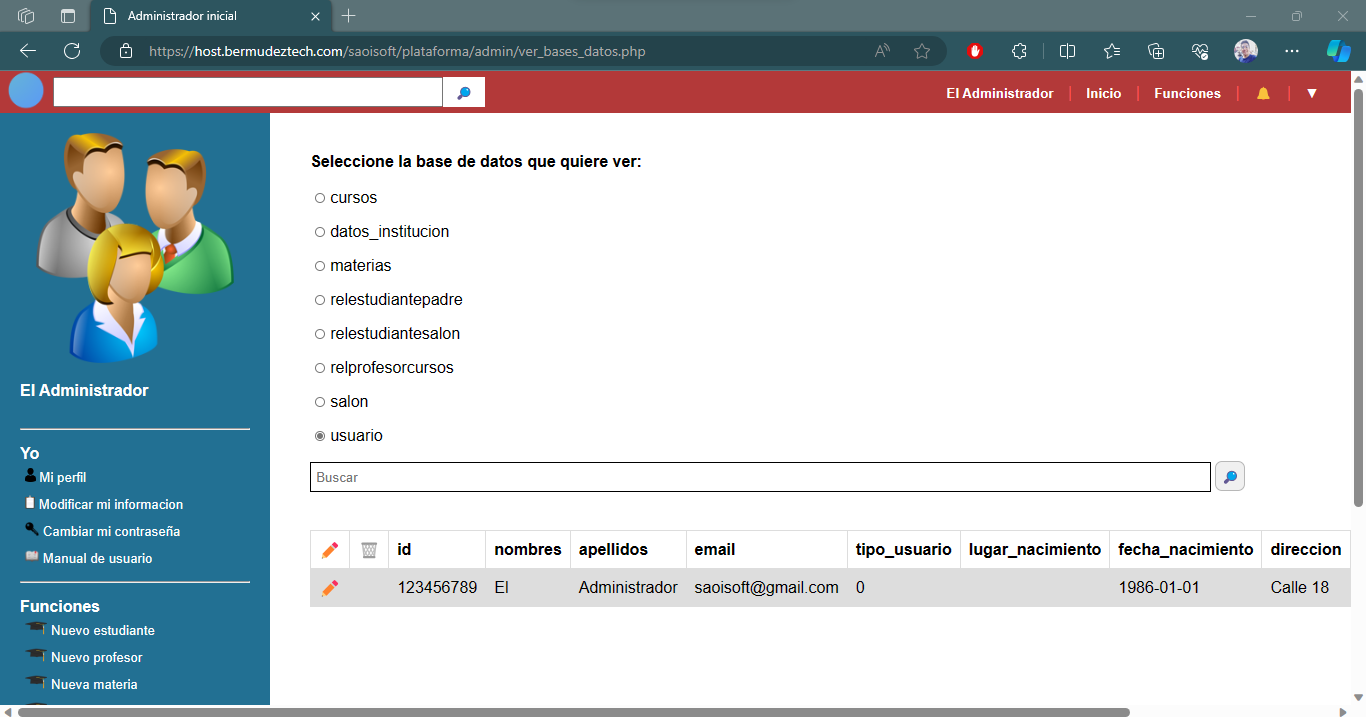 Administrador inicial
https://host.bermudeztech.com/saoisoft/plataforma/admin/ver_bases_datos.php
El Administrador | Inicio | Funciones
El Administrador
Yo
Mi perfil
Modificar mi informacion
Cambiar mi contraseña
Manual de usuario
Funciones
Nuevo estudiante
Nuevo profesor
Nueva materia
Seleccione la base de datos que quiere ver:
cursos
datos_institucion
materias
relestudiantepadre
relestudiantesalon
relprofesorcursos
salon
usuario
Buscar
id nombres apellidos email tipo_usuario lugar_nacimiento fecha_nacimiento direccion
123456789 El Administrador saoisoft@gmail.com 0 1986-01-01 Calle 18